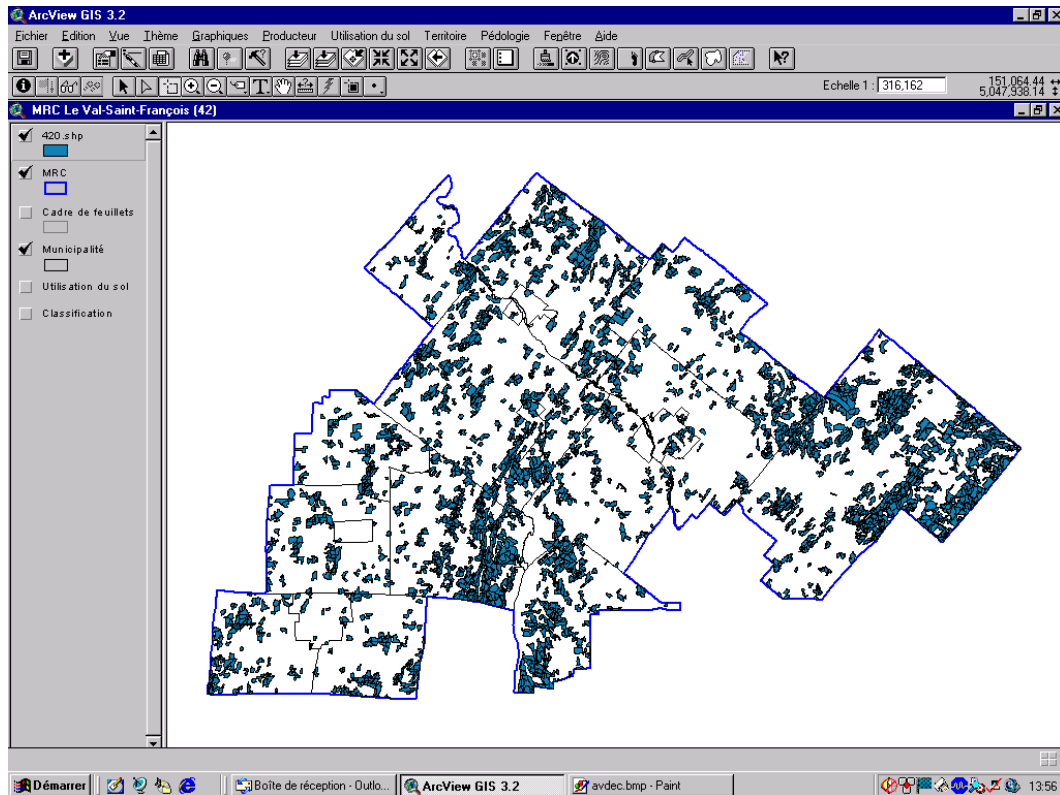 ArcView GIS 3.2
Fichier Edition Vue Thème Graphiques Producteur Utilisation du sol Territoire Pédologie Fenêtre Aide
Echelle 1 : 316,162
151,064.44
5,047,938.14
MRC Le Val-Saint-François (42)
420.shp
MRC
Cadre de feuillets
Municipalité
Utilisation du sol
Classification
Démarrer Boîte de réception - Outlo... ArcView GIS 3.2 avdec.bmp - Paint 13:56